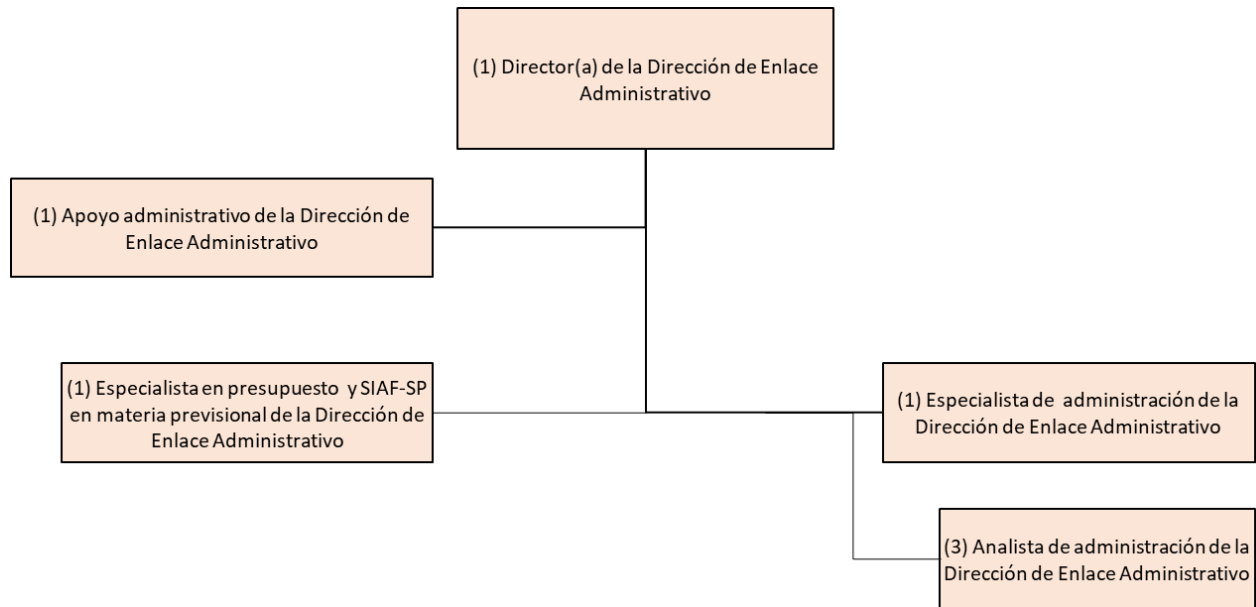 (1) Director(a) de la Dirección de Enlace
Administrativo
(1) Apoyo administrativo de la Dirección de
Enlace Administrativo
(1) Especialista en presupuesto y SIAF-SP
en materia previsional de la Dirección de
Enlace Administrativo
(1) Especialista de administración de la
Dirección de Enlace Administrativo
(3) Analista de administración de la
Dirección de Enlace Administrativo